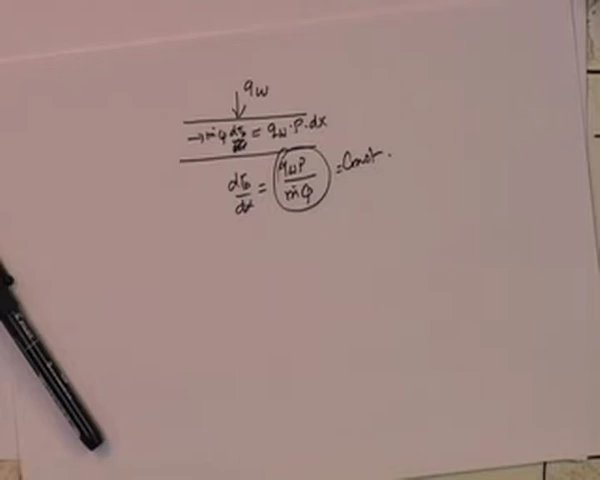 qw
→ ṁ Cp dTb = qw · P · dx
dTb/dx = qwP/ṁCp = Const.